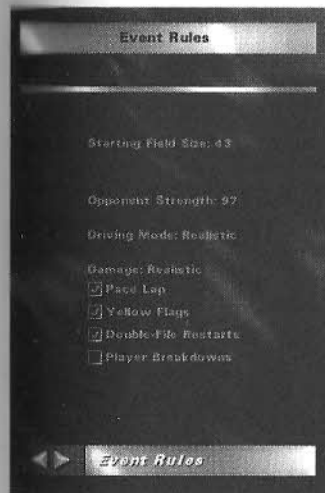 Event Rules
Starting Field Size: 43
Opponent Strength: 97
Driving Mode: Realistic
Damage: Realistic
Pace Lap
Yellow Flags
Double-File Restarts
Player Breakdowns
Event Rules